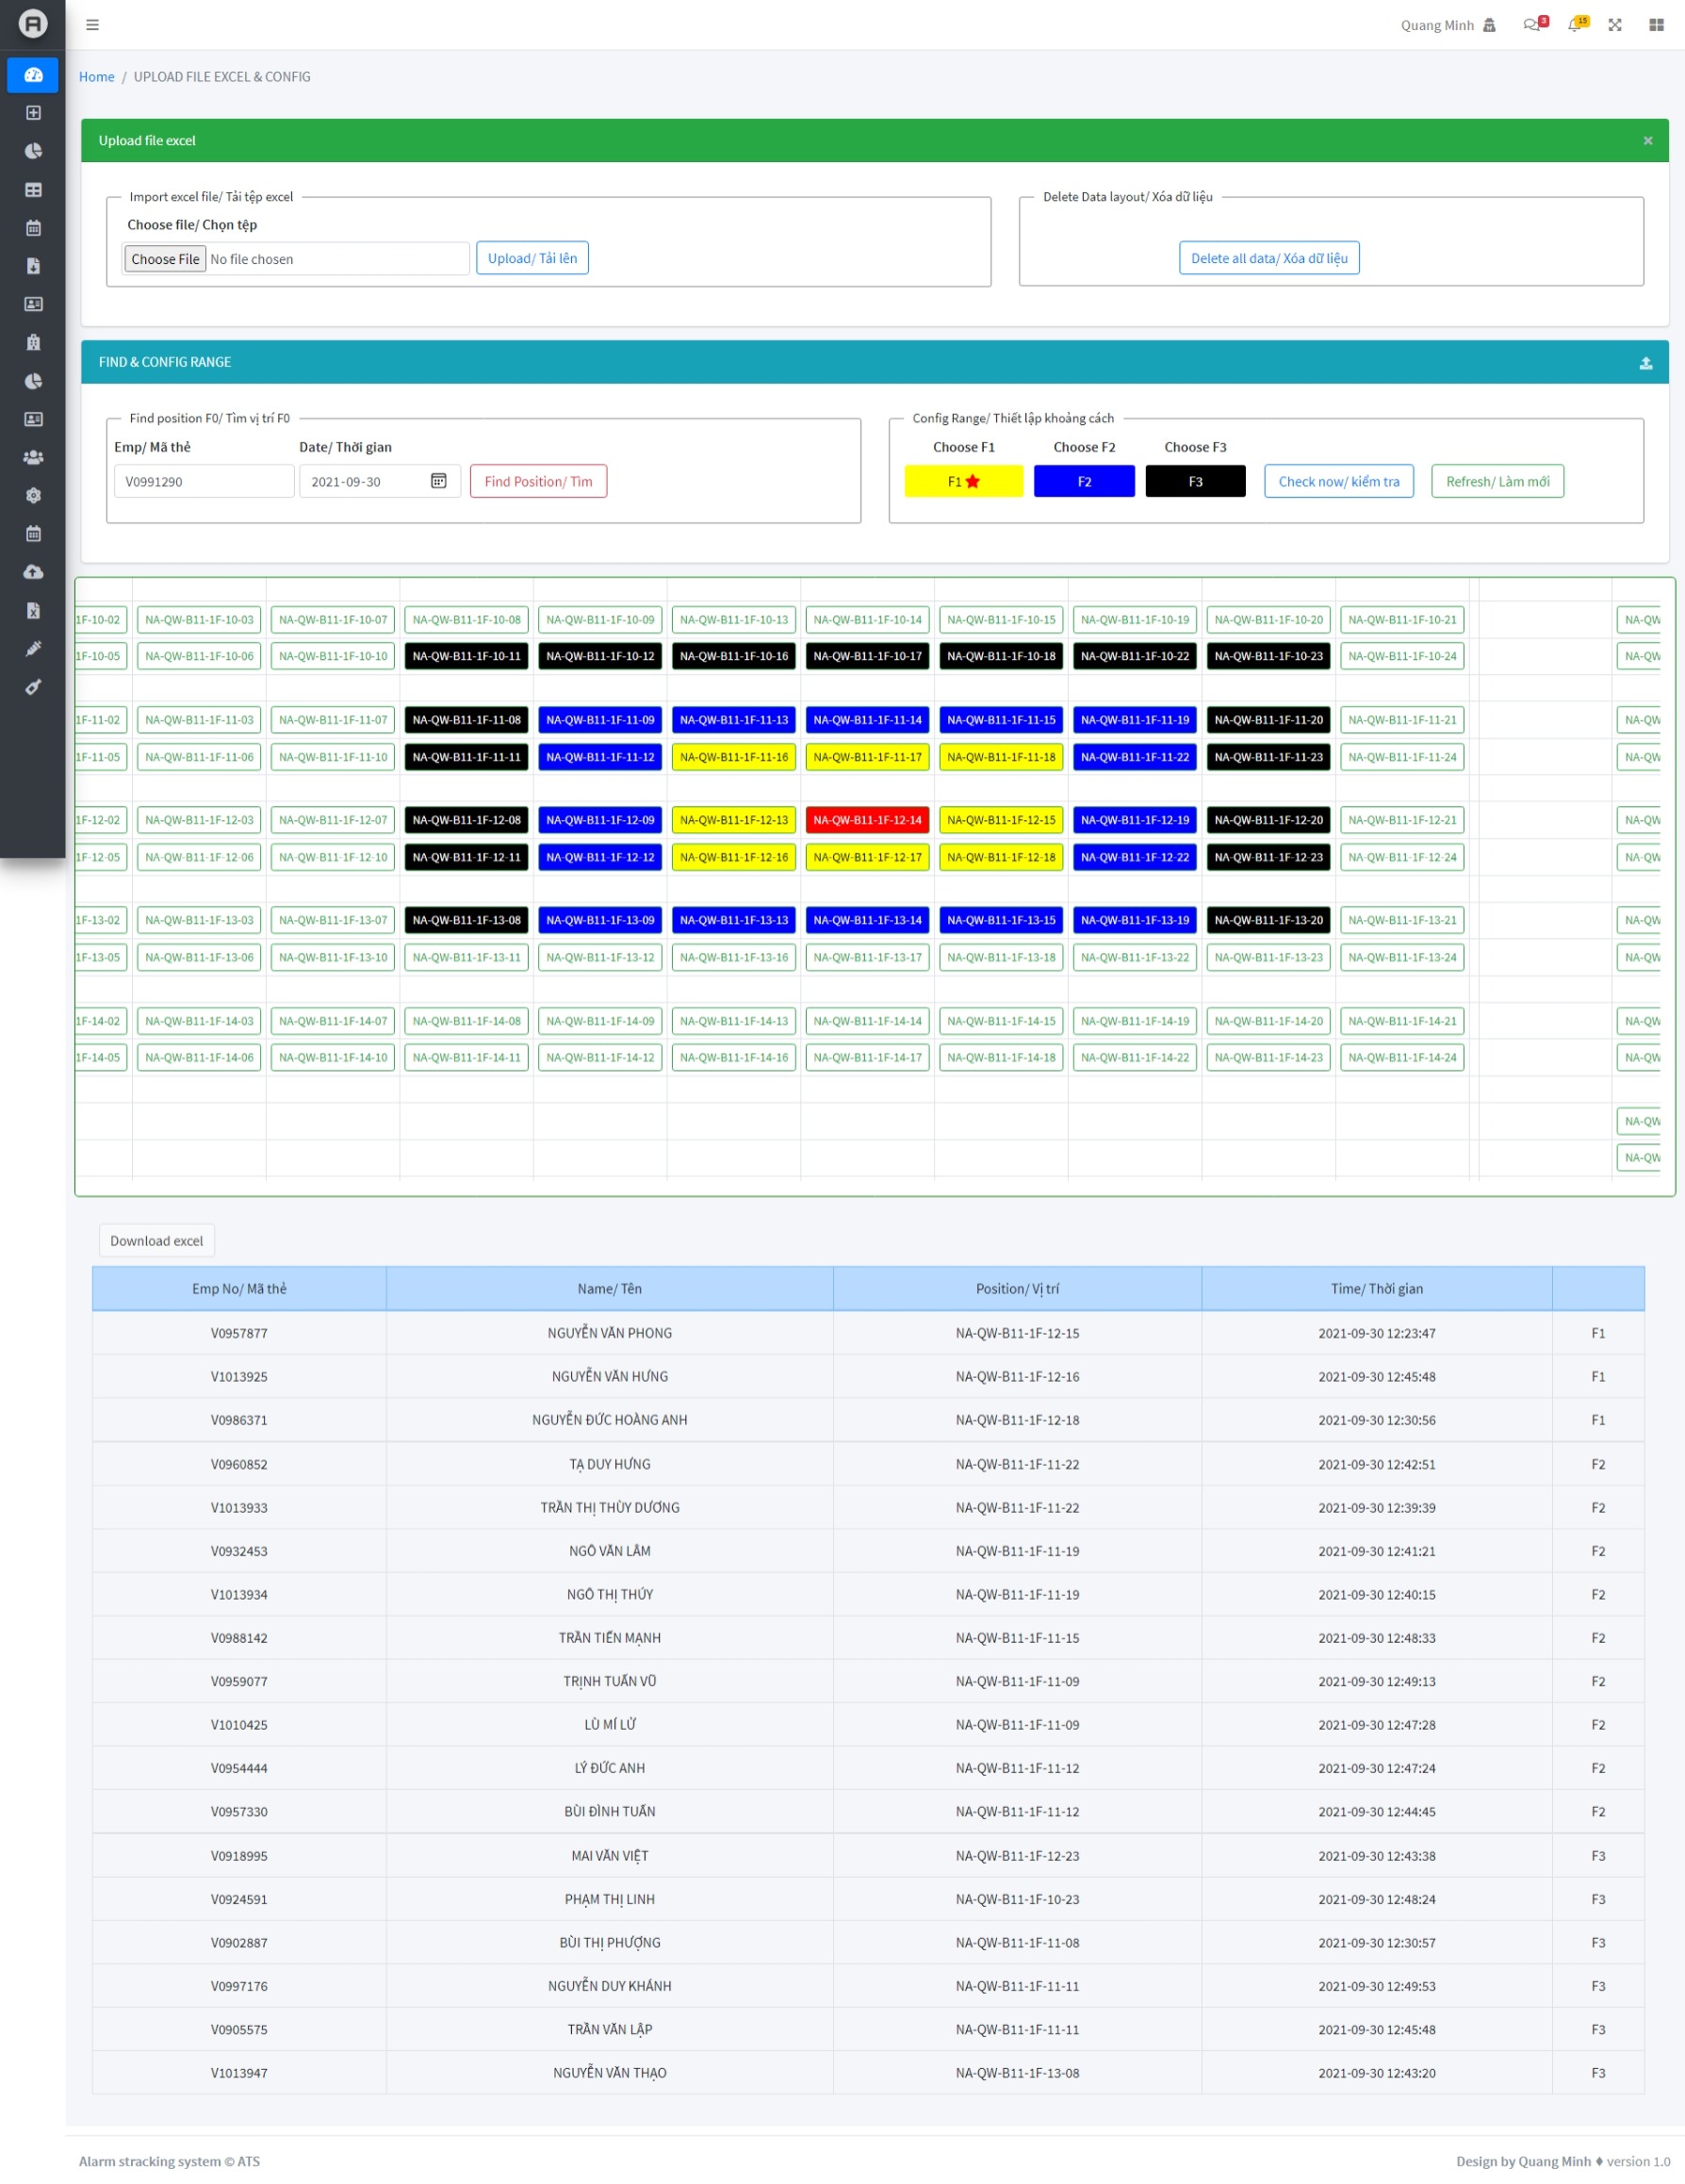 Quang Minh 3 15
Home / UPLOAD FILE EXCEL & CONFIG
Upload file excel ×
Import excel file/ Tải tệp excel Delete Data layout/ Xóa dữ liệu
Choose file/ Chọn tệp
Choose File No file chosen Upload/ Tải lên Delete all data/ Xóa dữ liệu
FIND & CONFIG RANGE
Find position F0/ Tìm vị trí F0 Config Range/ Thiết lập khoảng cách
Emp/ Mã thẻ Date/ Thời gian Choose F1 Choose F2 Choose F3
V0991290 2021-09-30 Find Position/ Tìm F1 F2 F3 Check now/ kiểm tra Refresh/ Làm mới
1F-10-02 NA-QW-B11-1F-10-03 NA-QW-B11-1F-10-07 NA-QW-B11-1F-10-08 NA-QW-B11-1F-10-09 NA-QW-B11-1F-10-13 NA-QW-B11-1F-10-14 NA-QW-B11-1F-10-15 NA-QW-B11-1F-10-19 NA-QW-B11-1F-10-20 NA-QW-B11-1F-10-21 NA-QW
1F-10-05 NA-QW-B11-1F-10-06 NA-QW-B11-1F-10-10 NA-QW-B11-1F-10-11 NA-QW-B11-1F-10-12 NA-QW-B11-1F-10-16 NA-QW-B11-1F-10-17 NA-QW-B11-1F-10-18 NA-QW-B11-1F-10-22 NA-QW-B11-1F-10-23 NA-QW-B11-1F-10-24 NA-QW
1F-11-02 NA-QW-B11-1F-11-03 NA-QW-B11-1F-11-07 NA-QW-B11-1F-11-08 NA-QW-B11-1F-11-09 NA-QW-B11-1F-11-13 NA-QW-B11-1F-11-14 NA-QW-B11-1F-11-15 NA-QW-B11-1F-11-19 NA-QW-B11-1F-11-20 NA-QW-B11-1F-11-21 NA-QW
1F-11-05 NA-QW-B11-1F-11-06 NA-QW-B11-1F-11-10 NA-QW-B11-1F-11-11 NA-QW-B11-1F-11-12 NA-QW-B11-1F-11-16 NA-QW-B11-1F-11-17 NA-QW-B11-1F-11-18 NA-QW-B11-1F-11-22 NA-QW-B11-1F-11-23 NA-QW-B11-1F-11-24 NA-QW
1F-12-02 NA-QW-B11-1F-12-03 NA-QW-B11-1F-12-07 NA-QW-B11-1F-12-08 NA-QW-B11-1F-12-09 NA-QW-B11-1F-12-13 NA-QW-B11-1F-12-14 NA-QW-B11-1F-12-15 NA-QW-B11-1F-12-19 NA-QW-B11-1F-12-20 NA-QW-B11-1F-12-21 NA-QW
1F-12-05 NA-QW-B11-1F-12-06 NA-QW-B11-1F-12-10 NA-QW-B11-1F-12-11 NA-QW-B11-1F-12-12 NA-QW-B11-1F-12-16 NA-QW-B11-1F-12-17 NA-QW-B11-1F-12-18 NA-QW-B11-1F-12-22 NA-QW-B11-1F-12-23 NA-QW-B11-1F-12-24 NA-QW
1F-13-02 NA-QW-B11-1F-13-03 NA-QW-B11-1F-13-07 NA-QW-B11-1F-13-08 NA-QW-B11-1F-13-09 NA-QW-B11-1F-13-13 NA-QW-B11-1F-13-14 NA-QW-B11-1F-13-15 NA-QW-B11-1F-13-19 NA-QW-B11-1F-13-20 NA-QW-B11-1F-13-21 NA-QW
1F-13-05 NA-QW-B11-1F-13-06 NA-QW-B11-1F-13-10 NA-QW-B11-1F-13-11 NA-QW-B11-1F-13-12 NA-QW-B11-1F-13-16 NA-QW-B11-1F-13-17 NA-QW-B11-1F-13-18 NA-QW-B11-1F-13-22 NA-QW-B11-1F-13-23 NA-QW-B11-1F-13-24 NA-QW
1F-14-02 NA-QW-B11-1F-14-03 NA-QW-B11-1F-14-07 NA-QW-B11-1F-14-08 NA-QW-B11-1F-14-09 NA-QW-B11-1F-14-13 NA-QW-B11-1F-14-14 NA-QW-B11-1F-14-15 NA-QW-B11-1F-14-19 NA-QW-B11-1F-14-20 NA-QW-B11-1F-14-21 NA-QW
1F-14-05 NA-QW-B11-1F-14-06 NA-QW-B11-1F-14-10 NA-QW-B11-1F-14-11 NA-QW-B11-1F-14-12 NA-QW-B11-1F-14-16 NA-QW-B11-1F-14-17 NA-QW-B11-1F-14-18 NA-QW-B11-1F-14-22 NA-QW-B11-1F-14-23 NA-QW-B11-1F-14-24 NA-QW
NA-QW
NA-QW
Download excel
Emp No/ Mã thẻ Name/ Tên Position/ Vị trí Time/ Thời gian
V0957877 NGUYỄN VĂN PHONG NA-QW-B11-1F-12-15 2021-09-30 12:23:47 F1
V1013925 NGUYỄN VĂN HƯNG NA-QW-B11-1F-12-16 2021-09-30 12:45:48 F1
V0986371 NGUYỄN ĐỨC HOÀNG ANH NA-QW-B11-1F-12-18 2021-09-30 12:30:56 F1
V0960852 TẠ DUY HƯNG NA-QW-B11-1F-11-22 2021-09-30 12:42:51 F2
V1013933 TRẦN THỊ THÙY DƯƠNG NA-QW-B11-1F-11-22 2021-09-30 12:39:39 F2
V0932453 NGÔ VĂN LÂM NA-QW-B11-1F-11-19 2021-09-30 12:41:21 F2
V1013934 NGÔ THỊ THÚY NA-QW-B11-1F-11-19 2021-09-30 12:40:15 F2
V0988142 TRẦN TIẾN MẠNH NA-QW-B11-1F-11-15 2021-09-30 12:48:33 F2
V0959077 TRỊNH TUẤN VŨ NA-QW-B11-1F-11-09 2021-09-30 12:49:13 F2
V1010425 LÙ MÍ LỬ NA-QW-B11-1F-11-09 2021-09-30 12:47:28 F2
V0954444 LÝ ĐỨC ANH NA-QW-B11-1F-11-12 2021-09-30 12:47:24 F2
V0957330 BÙI ĐÌNH TUẤN NA-QW-B11-1F-11-12 2021-09-30 12:44:45 F2
V0918995 MAI VĂN VIỆT NA-QW-B11-1F-12-23 2021-09-30 12:43:38 F3
V0924591 PHẠM THỊ LINH NA-QW-B11-1F-10-23 2021-09-30 12:48:24 F3
V0902887 BÙI THỊ PHƯỢNG NA-QW-B11-1F-11-08 2021-09-30 12:30:57 F3
V0997176 NGUYỄN DUY KHÁNH NA-QW-B11-1F-11-11 2021-09-30 12:49:53 F3
V0905575 TRẦN VĂN LẬP NA-QW-B11-1F-11-11 2021-09-30 12:45:48 F3
V1013947 NGUYỄN VĂN THẠO NA-QW-B11-1F-13-08 2021-09-30 12:43:20 F3
Alarm stracking system © ATS Design by Quang Minh ♦ version 1.0